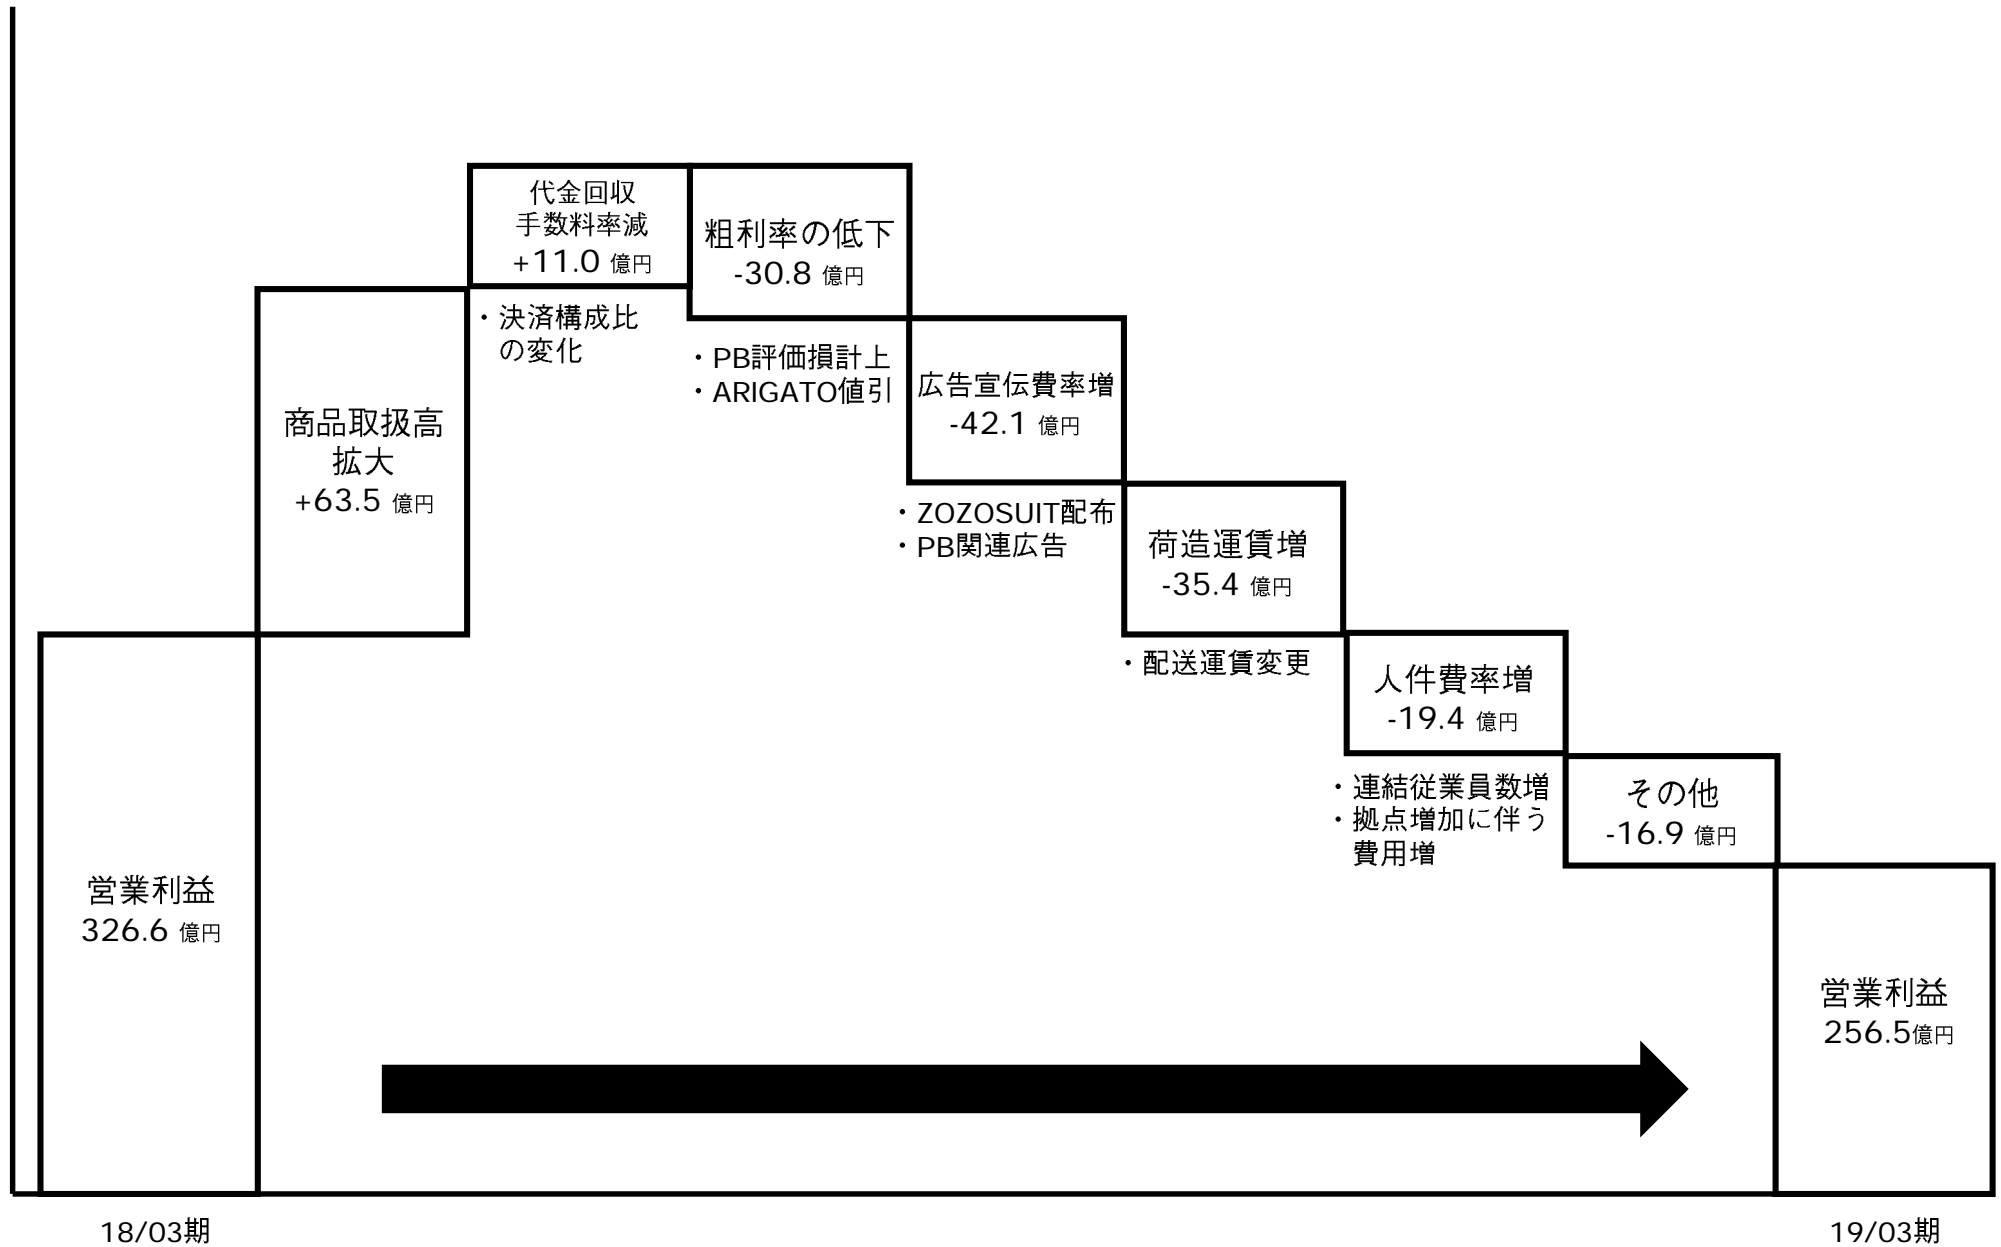 代金回収
手数料率減
+11.0 億円
・決済構成比
の変化
粗利率の低下
-30.8 億円
・PB評価損計上
・ARIGATO値引
商品取扱高
拡大
+63.5 億円
広告宣伝費率増
-42.1 億円
・ZOZOSUIT配布
・PB関連広告
荷造運賃増
-35.4 億円
・配送運賃変更
人件費率増
-19.4 億円
・連結従業員数増
・拠点増加に伴う
費用増
その他
-16.9 億円
営業利益
326.6 億円
営業利益
256.5億円
18/03期
19/03期